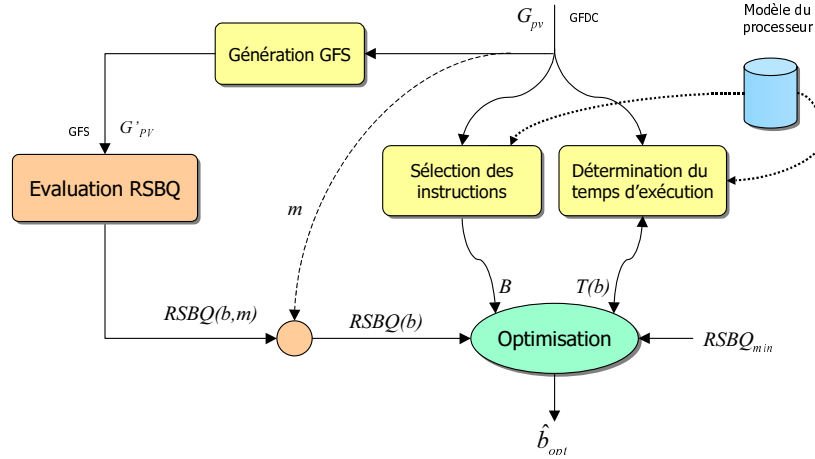 Modèle du
processeur
G_pv GFDC
Génération GFS
GFS G'_PV
Evaluation RSBQ
Sélection des
instructions
Détermination du
temps d'exécution
m
B
T(b)
RSBQ(b,m)
RSBQ(b)
Optimisation
RSBQ_min
b̂_opt